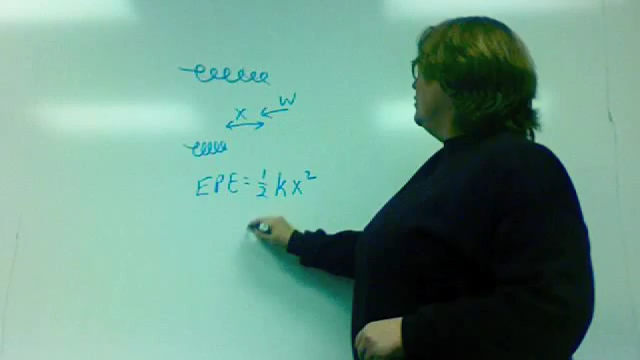 W
x
EPE = 1/2 kx²